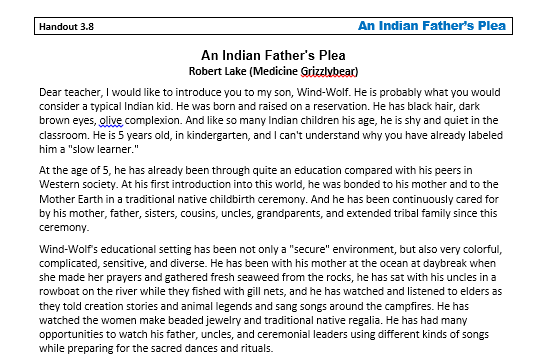 Handout 3.8
An Indian Father's Plea
An Indian Father's Plea
Robert Lake (Medicine Grizzlybear)
Dear teacher, I would like to introduce you to my son, Wind-Wolf. He is probably what you would
consider a typical Indian kid. He was born and raised on a reservation. He has black hair, dark
brown eyes, olive complexion. And like so many Indian children his age, he is shy and quiet in the
classroom. He is 5 years old, in kindergarten, and I can't understand why you have already labeled
him a "slow learner."
At the age of 5, he has already been through quite an education compared with his peers in
Western society. At his first introduction into this world, he was bonded to his mother and to the
Mother Earth in a traditional native childbirth ceremony. And he has been continuously cared for
by his mother, father, sisters, cousins, uncles, grandparents, and extended tribal family since this
ceremony.
Wind-Wolf's educational setting has been not only a "secure" environment, but also very colorful,
complicated, sensitive, and diverse. He has been with his mother at the ocean at daybreak when
she made her prayers and gathered fresh seaweed from the rocks, he has sat with his uncles in a
rowboat on the river while they fished with gill nets, and he has watched and listened to elders as
they told creation stories and animal legends and sang songs around the campfires. He has
watched the women make beaded jewelry and traditional native regalia. He has had many
opportunities to watch his father, uncles, and ceremonial leaders using different kinds of songs
while preparing for the sacred dances and rituals.